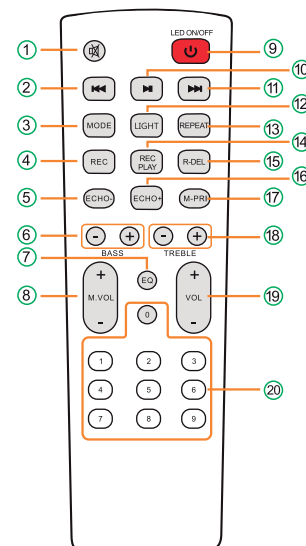 LED ON/OFF
1
9
10
2
11
12
3
MODE
LIGHT
REPEAT
13
14
4
REC
REC
PLAY
R-DEL
15
16
5
ECHO-
ECHO+
M-PRI
17
6
-
+
-
+
18
BASS
TREBLE
7
EQ
8
+
M.VOL
-
+
VOL
-
19
0
1
2
3
4
5
6
20
7
8
9